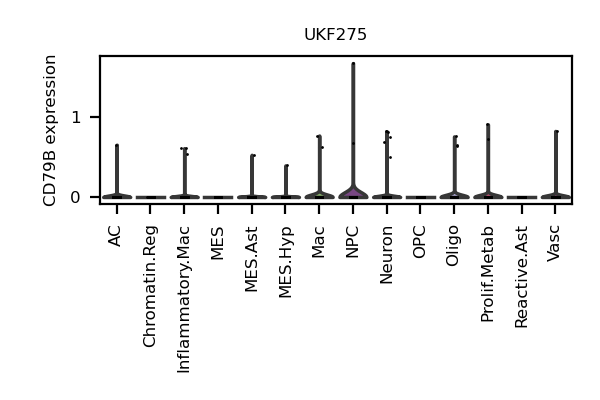 UKF275
CD79B expression
1
0
AC
Chromatin.Reg
Inflammatory.Mac
MES
MES.Ast
MES.Hyp
Mac
NPC
Neuron
OPC
Oligo
Prolif.Metab
Reactive.Ast
Vasc